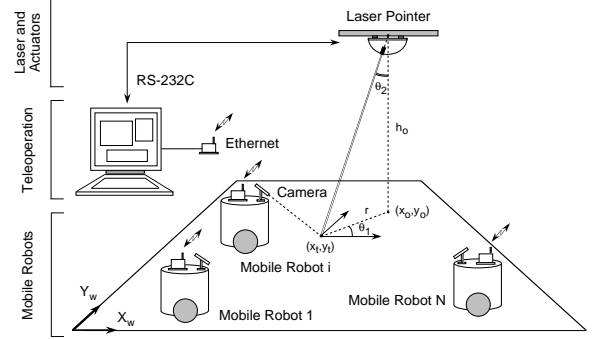 Laser Pointer
Laser and
Actuators
RS-232C
θ2
ho
Teleoperation
Ethernet
Camera
r
(xo,yo)
θ1
(xt,yt)
Mobile Robots
Mobile Robot i
Yw
Xw
Mobile Robot 1
Mobile Robot N